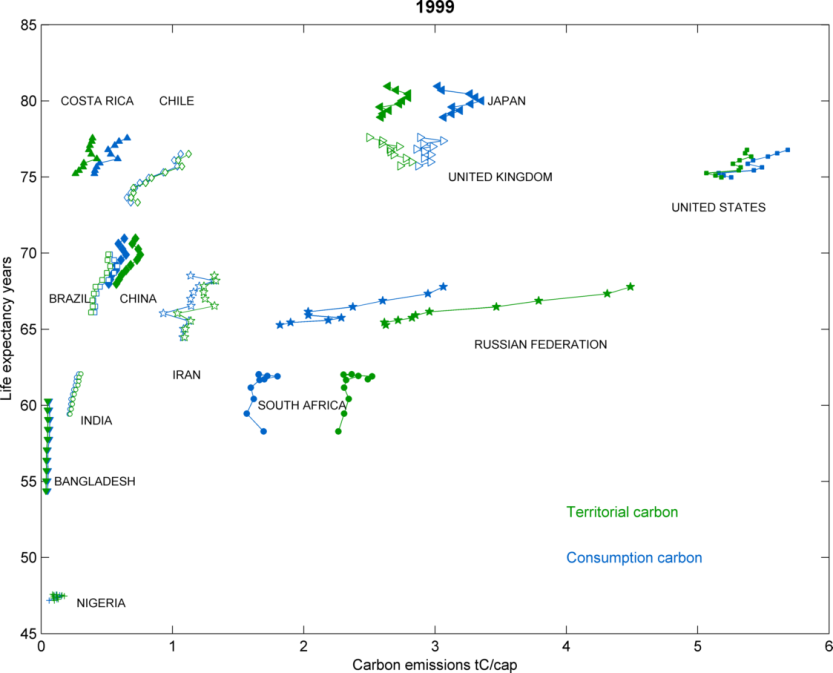 1999
85
80
COSTA RICA CHILE
JAPAN
UNITED KINGDOM
75
UNITED STATES
70
BRAZIL CHINA
65
RUSSIAN FEDERATION
IRAN
60
SOUTH AFRICA
INDIA
55
BANGLADESH
Territorial carbon
50
Consumption carbon
NIGERIA
45
0 1 2 3 4 5 6
Carbon emissions tC/cap
Life expectancy years